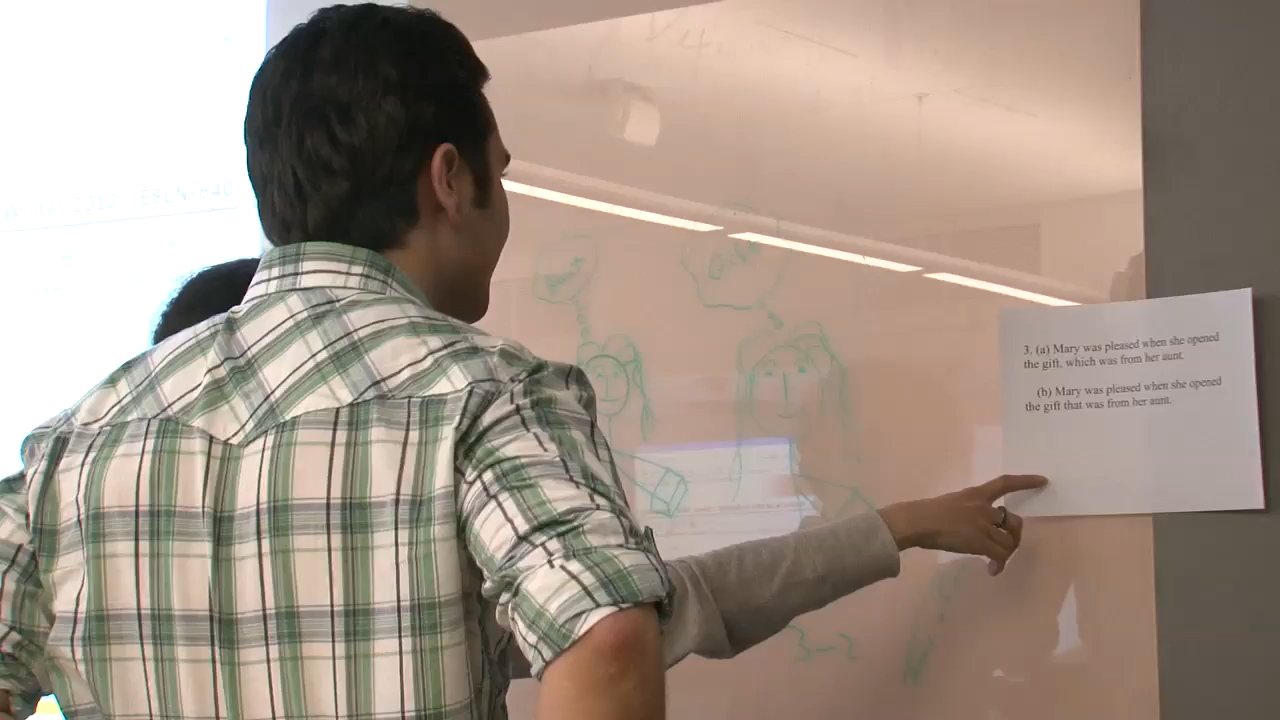 3. (a) Mary was pleased when she opened
the gift, which was from her aunt.
(b) Mary was pleased when she opened
the gift that was from her aunt.